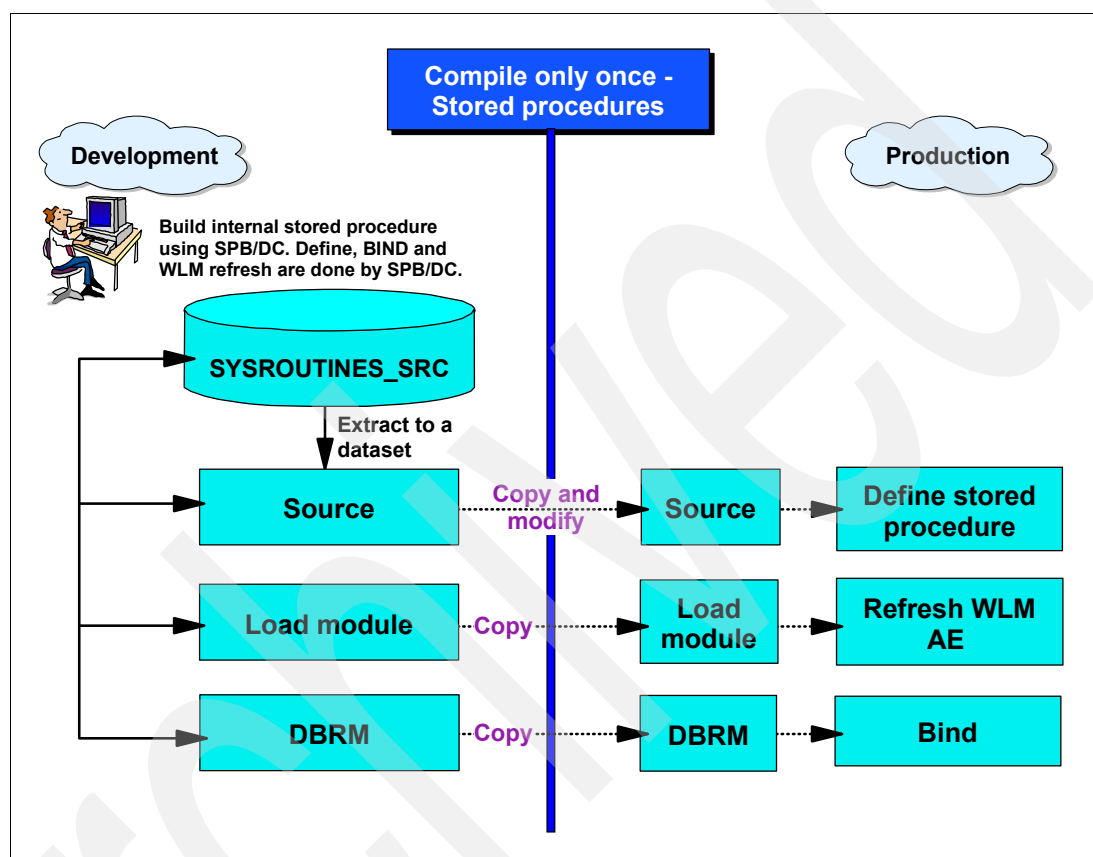 Compile only once -
Stored procedures
Development
Production
Build internal stored procedure
using SPB/DC. Define, BIND and
WLM refresh are done by SPB/DC.
SYSROUTINES_SRC
Extract to a
dataset
Source
Copy and
modify
Source
Define stored
procedure
Load module
Copy
Load
module
Refresh WLM
AE
DBRM
Copy
DBRM
Bind